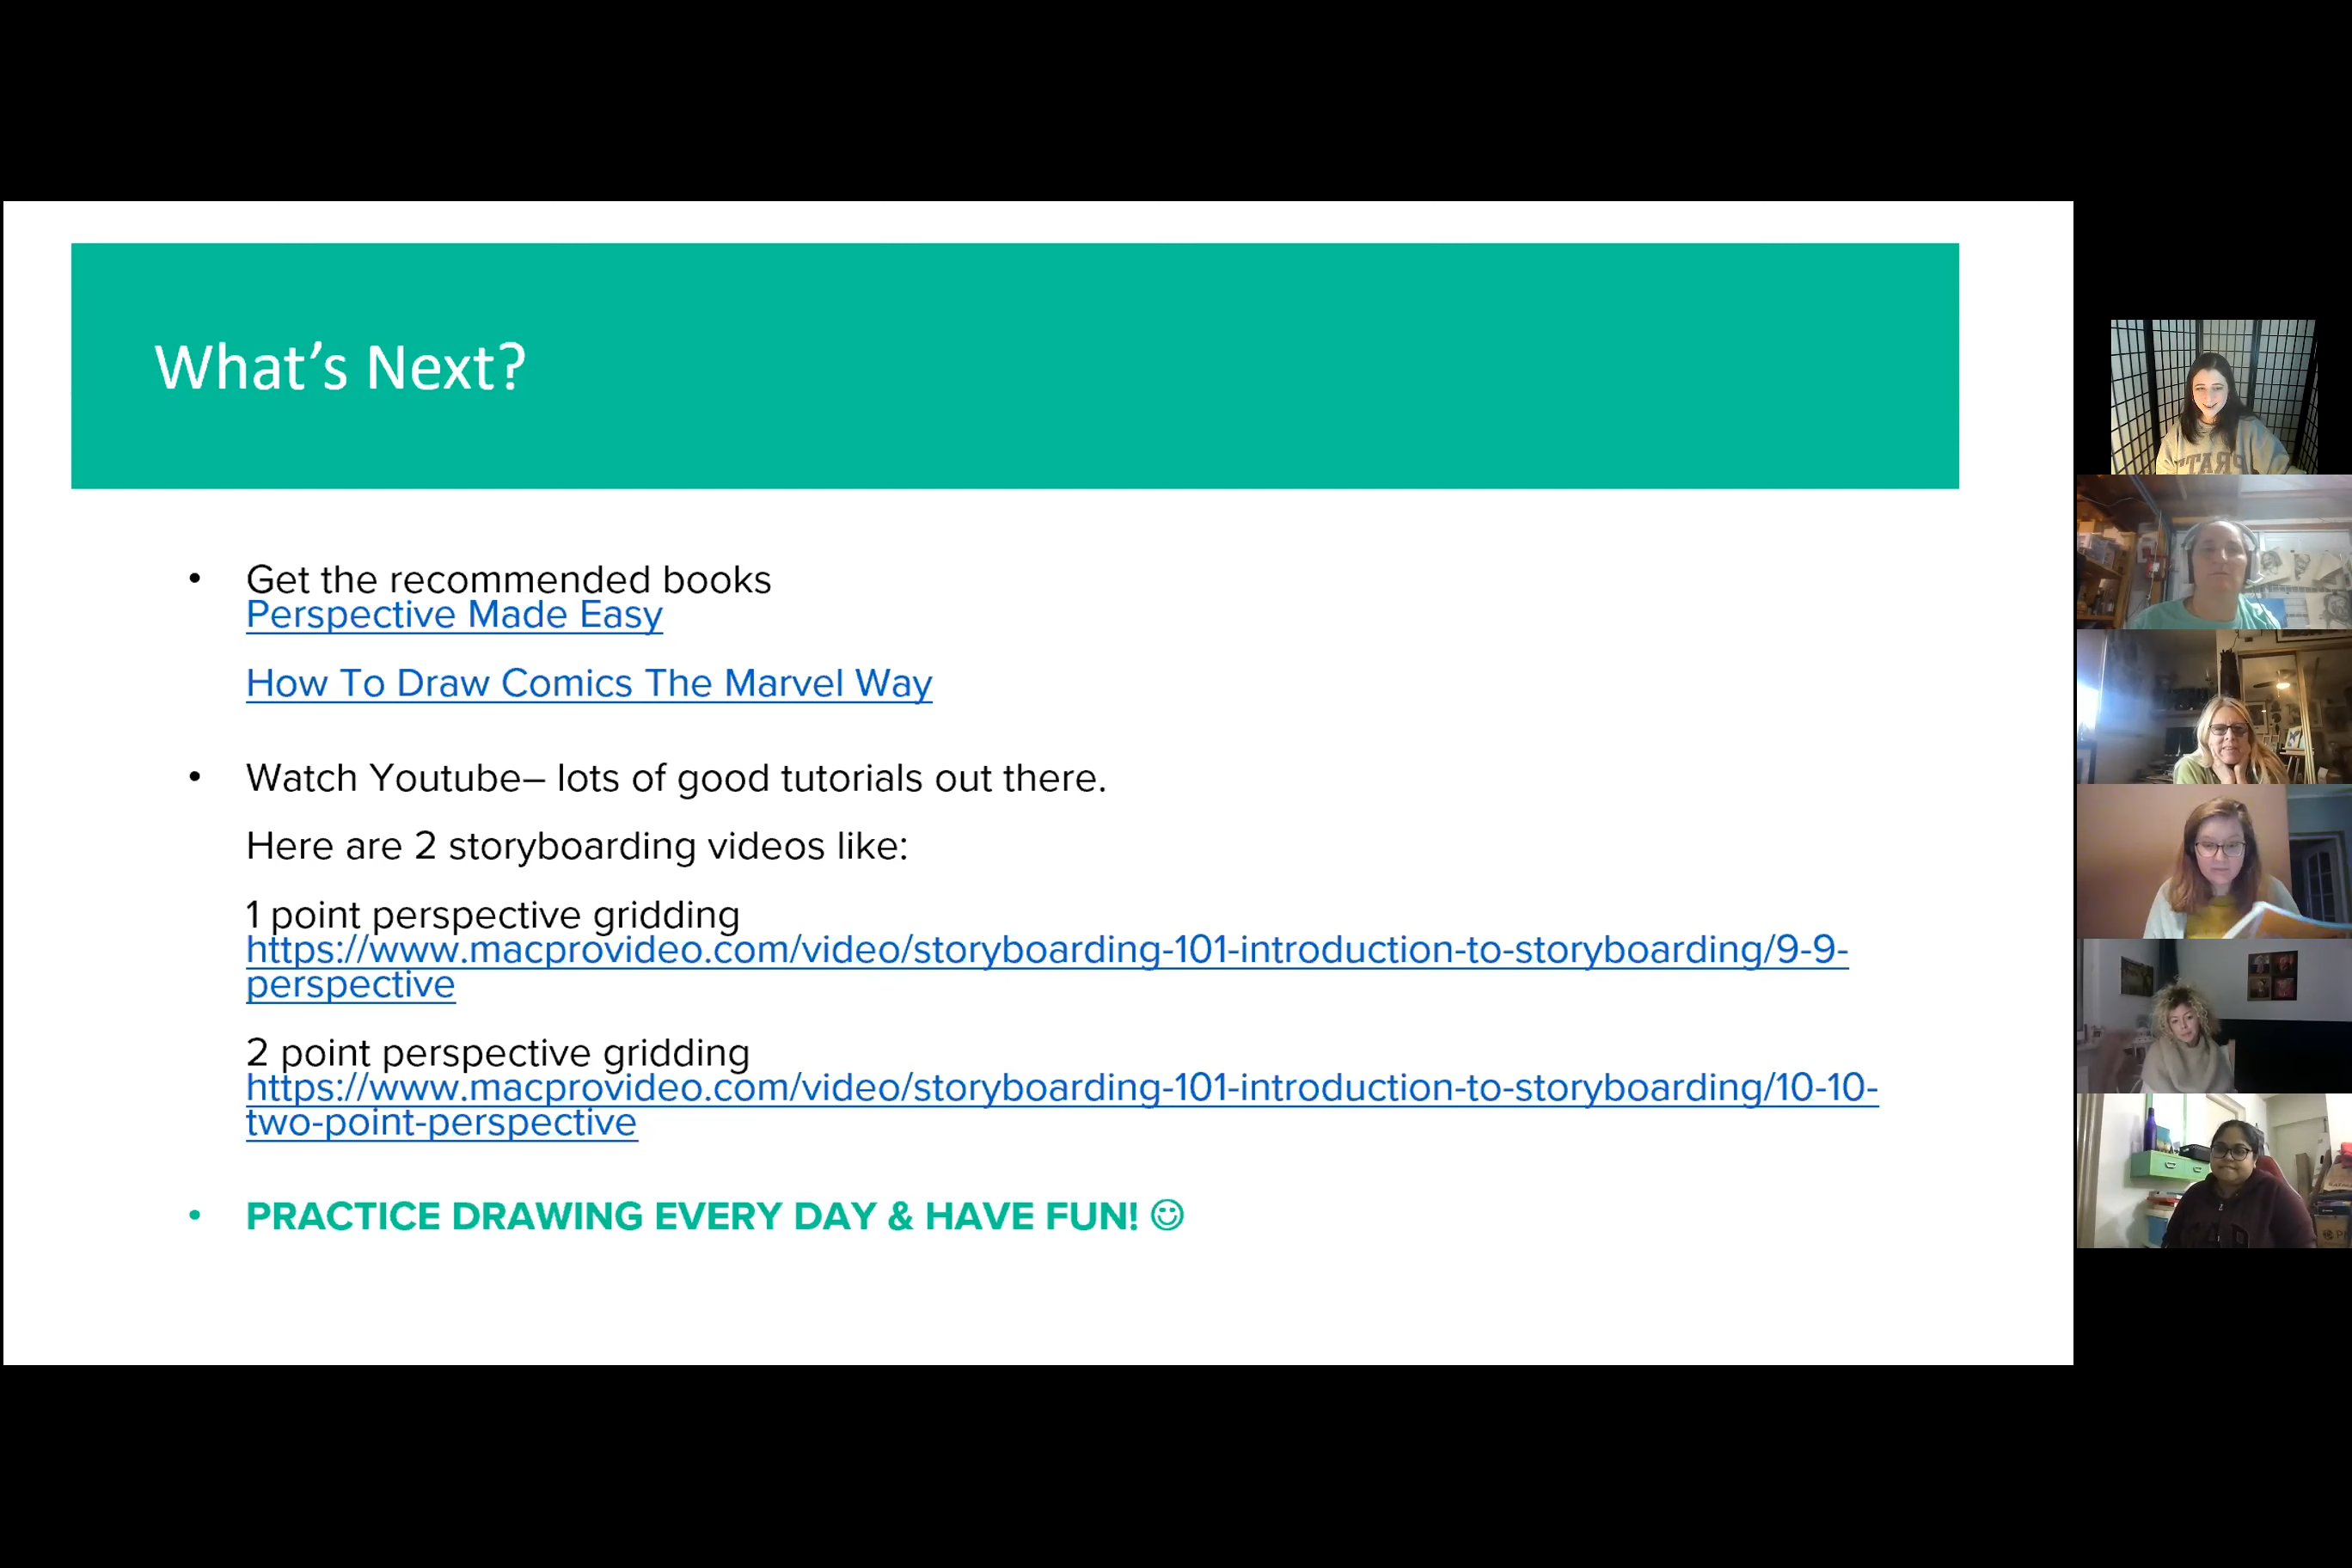 What's Next?
• Get the recommended books
Perspective Made Easy
How To Draw Comics The Marvel Way
• Watch Youtube– lots of good tutorials out there.
Here are 2 storyboarding videos like:
1 point perspective gridding
https://www.macprovideo.com/video/storyboarding-101-introduction-to-storyboarding/9-9-
perspective
2 point perspective gridding
https://www.macprovideo.com/video/storyboarding-101-introduction-to-storyboarding/10-10-
two-point-perspective
• PRACTICE DRAWING EVERY DAY & HAVE FUN! ☺